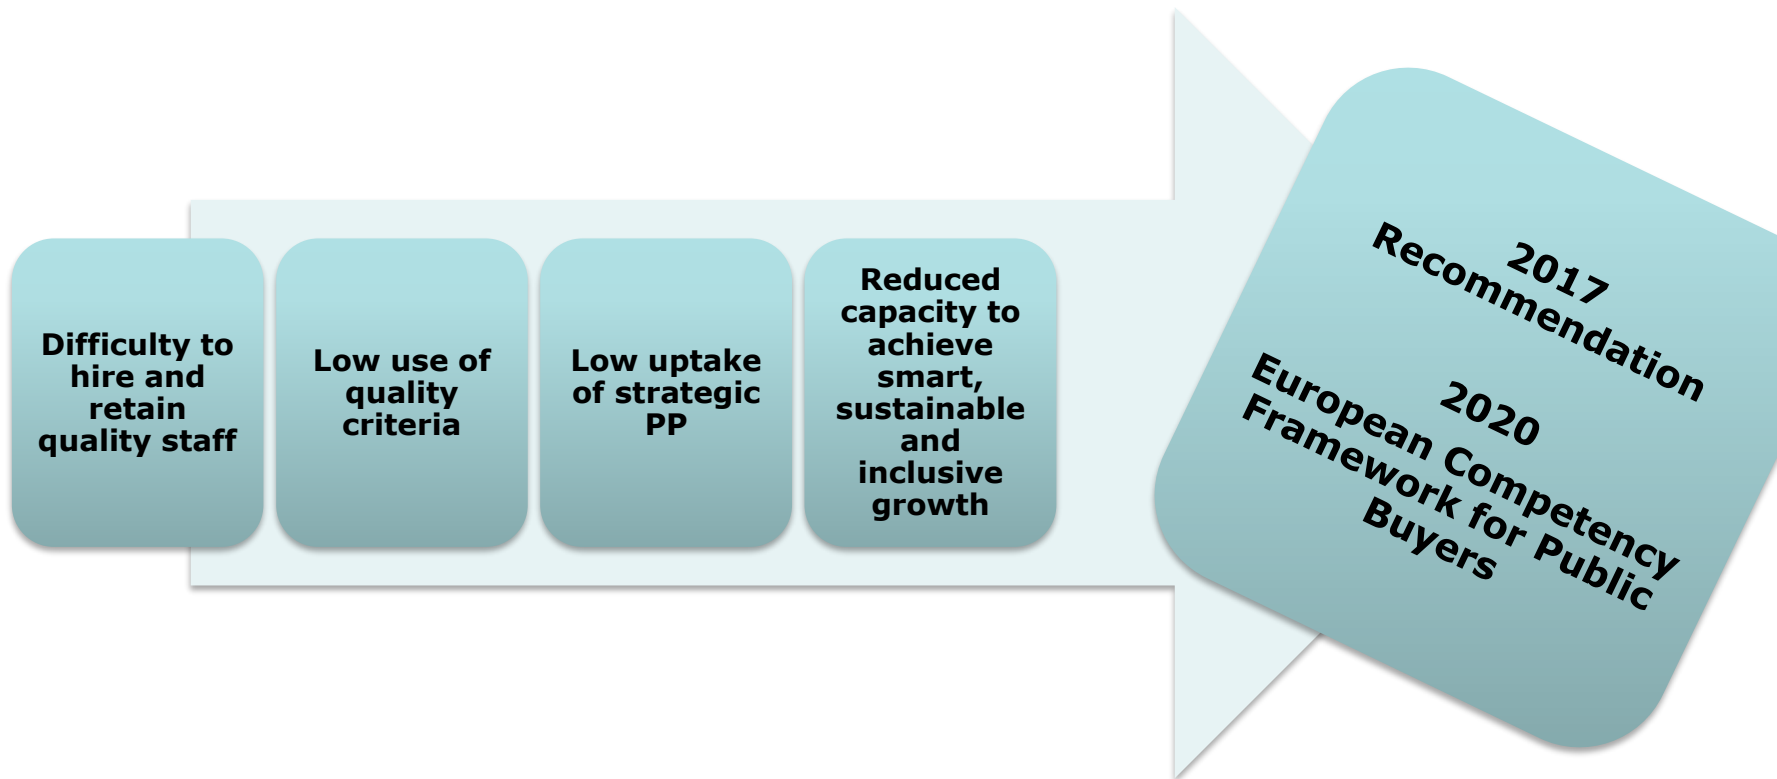 Difficulty to
hire and
retain
quality staff
Low use of
quality
criteria
Low uptake
of strategic
PP
Reduced
capacity to
achieve
smart,
sustainable
and
inclusive
growth
2017
Recommendation
2020
European Competency
Framework for Public
Buyers